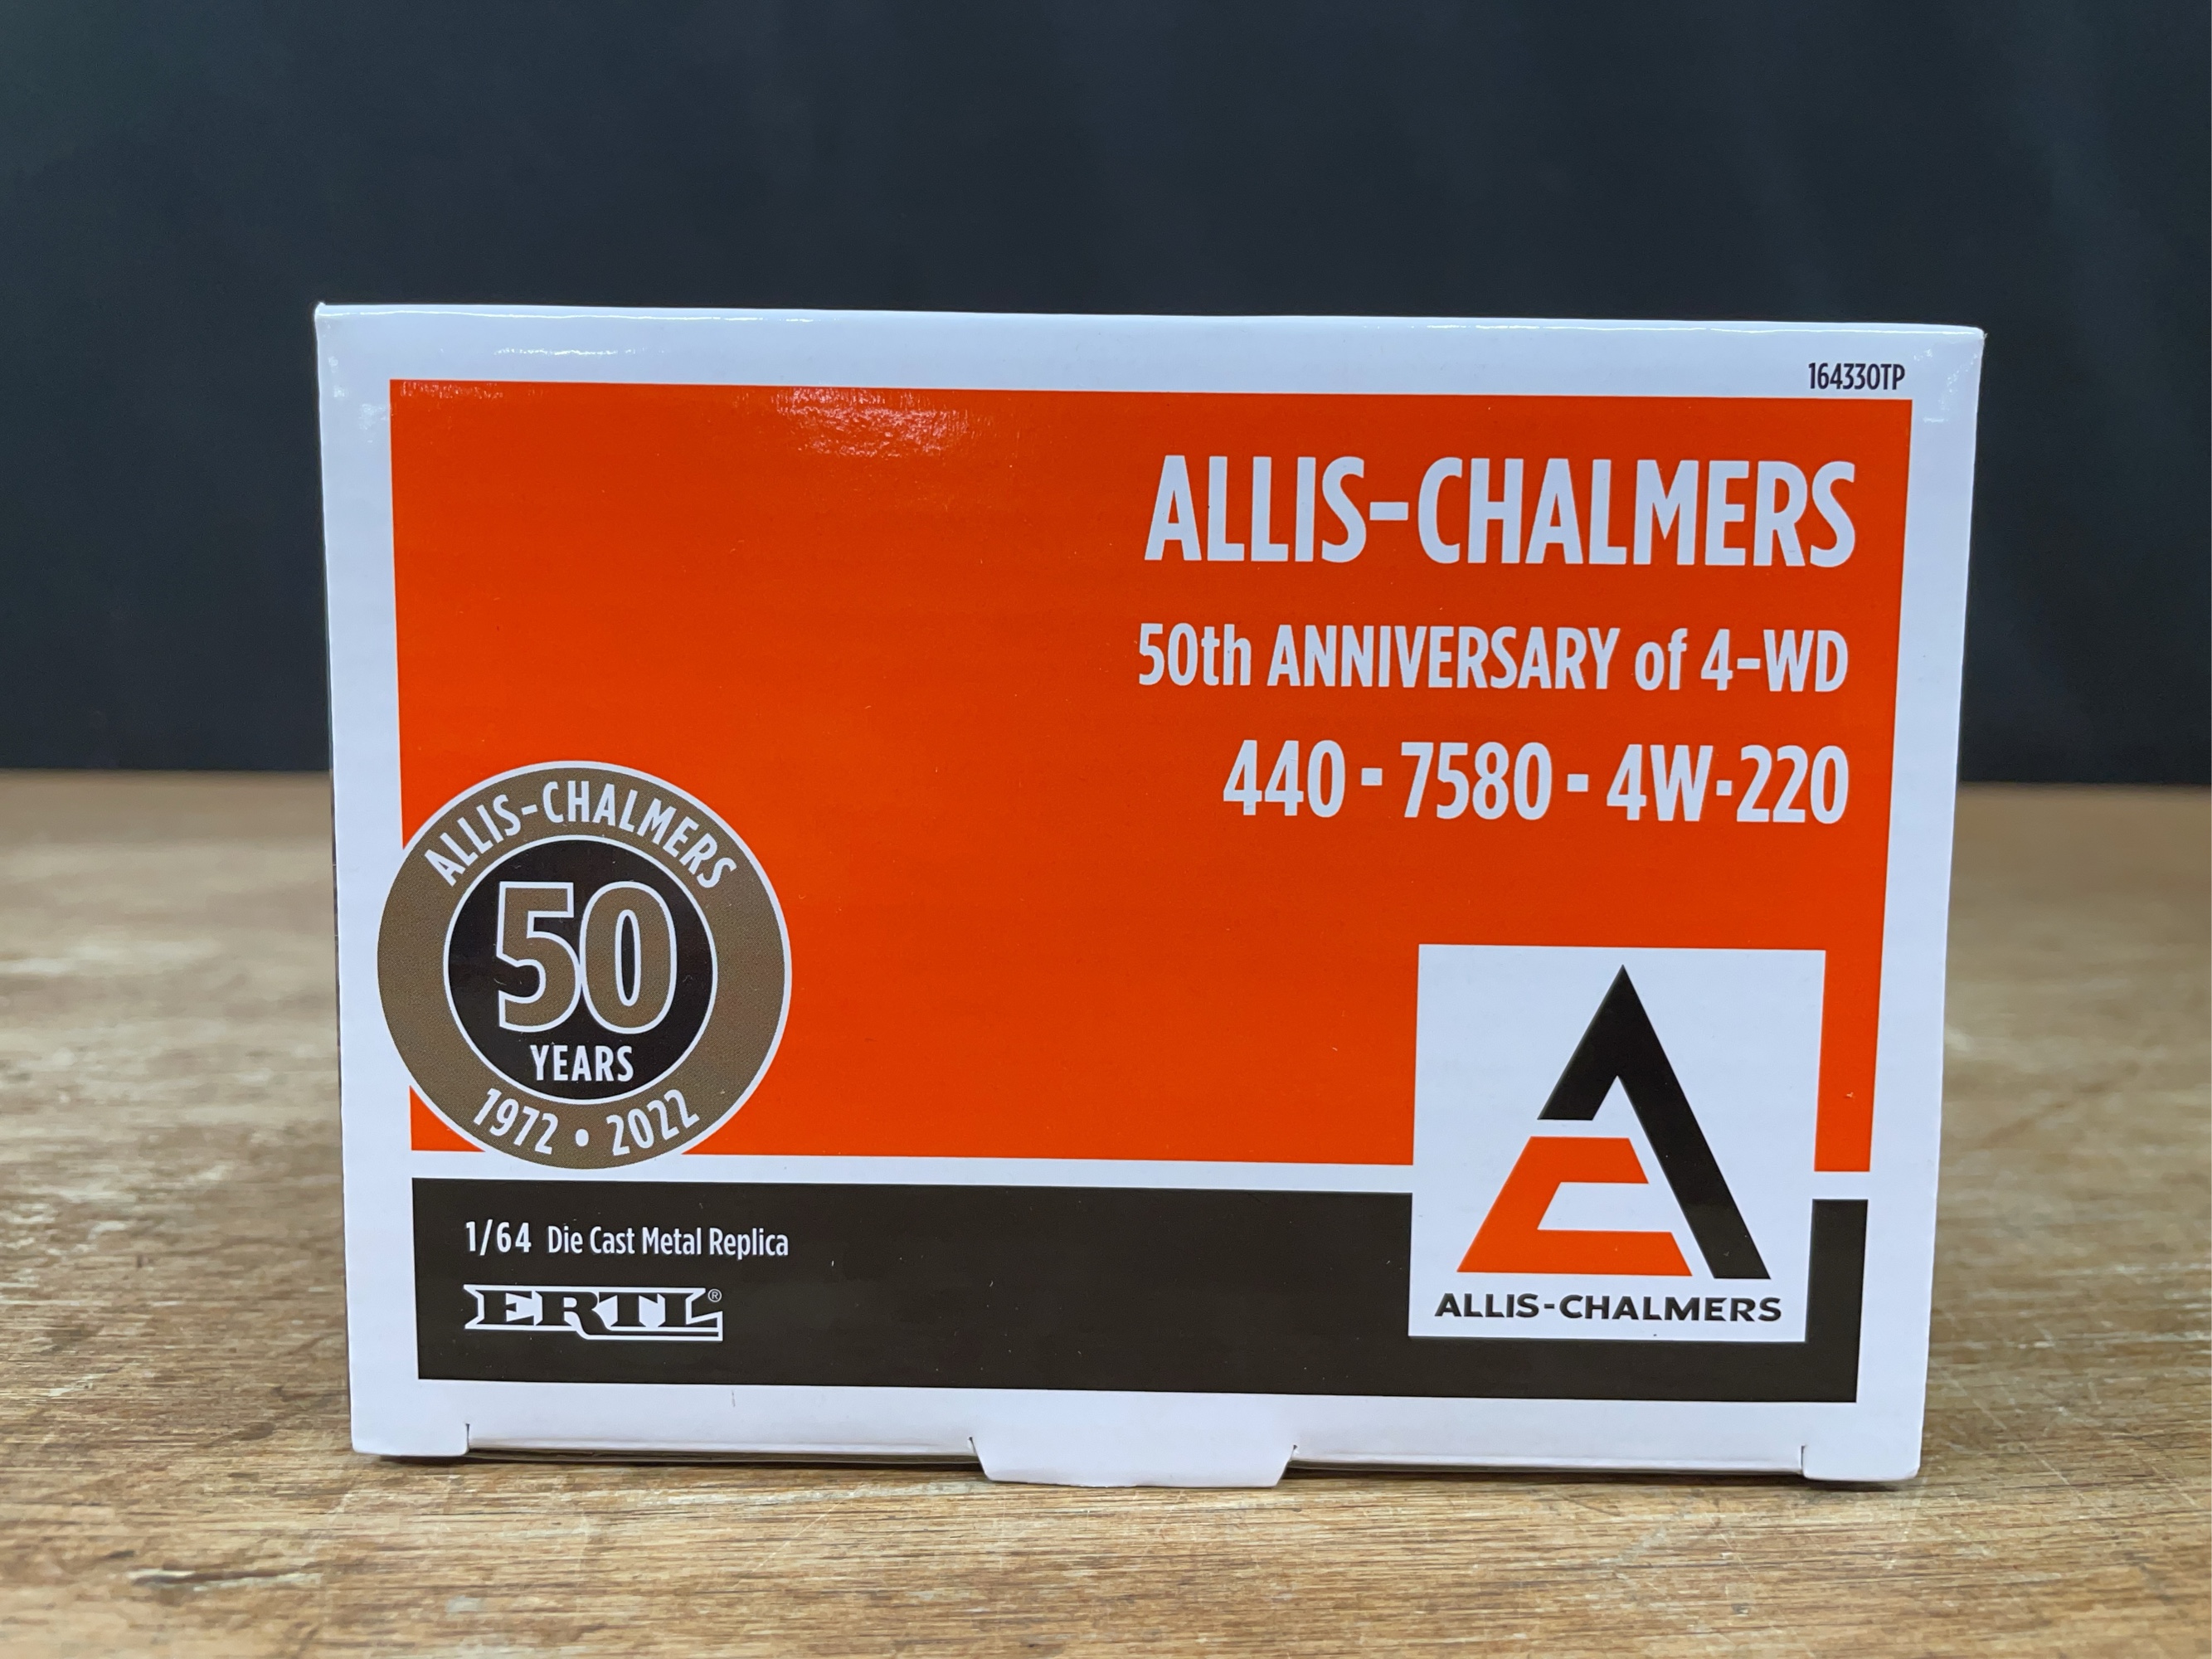 164330TP
ALLIS-CHALMERS
50th ANNIVERSARY of 4-WD
440 - 7580 - 4W-220
ALLIS-CHALMERS
50
YEARS
1972 • 2022
1/64 Die Cast Metal Replica
ERTL®
ALLIS-CHALMERS